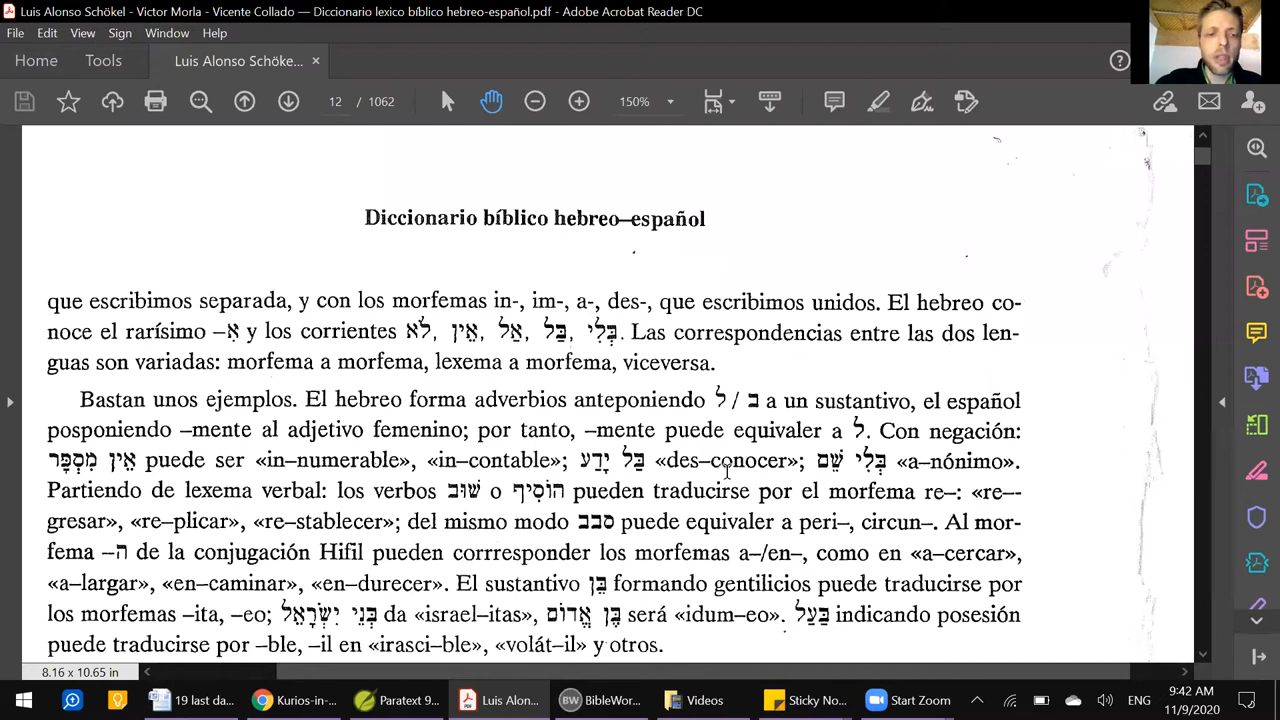 Luis Alonso Schökel - Victor Morla - Vicente Collado — Diccionario lexico bíblico hebreo-español.pdf - Adobe Acrobat Reader DC
File Edit View Sign Window Help
Home Tools Luis Alonso Schöke... ×
12 / 1062 150%
Diccionario bíblico hebreo–español
que escribimos separada, y con los morfemas in-, im-, a-, des-, que escribimos unidos. El hebreo co-
noce el rarísimo –אִ y los corrientes לֹא, אֵין, אַל, בַּל, בְּלִי. Las correspondencias entre las dos len-
guas son variadas: morfema a morfema, lexema a morfema, viceversa.
Bastan unos ejemplos. El hebreo forma adverbios anteponiendo ל / ב a un sustantivo, el español
posponiendo –mente al adjetivo femenino; por tanto, –mente puede equivaler a ל. Con negación:
אֵין מִסְפָּר puede ser «in–numerable», «in–contable»; בַּל יָדַע «des–conocer»; בְּלִי שֵׁם «a–nónimo».
Partiendo de lexema verbal: los verbos שׁוּב o הוֹסִיף pueden traducirse por el morfema re–: «re-–
gresar», «re–plicar», «re–stablecer»; del mismo modo סבב puede equivaler a peri–, circun–. Al mor-
fema –ה de la conjugación Hifil pueden corrresponder los morfemas a–/en–, como en «a–cercar»,
«a–largar», «en–caminar», «en–durecer». El sustantivo בֵּן formando gentilicios puede traducirse por
los morfemas –ita, –eo; בְּנֵי יִשְׂרָאֵל da «israel–itas», בֶּן אֱדוֹם será «idum–eo». בַּעַל indicando posesión
puede traducirse por –ble, –il en «irasci–ble», «volát–il» y otros.
8.16 x 10.65 in
19 last da... Kurios-in-... Paratext 9... Luis Alon... BW BibleWor... Videos Sticky No... Start Zoom ENG 9:42 AM
11/9/2020